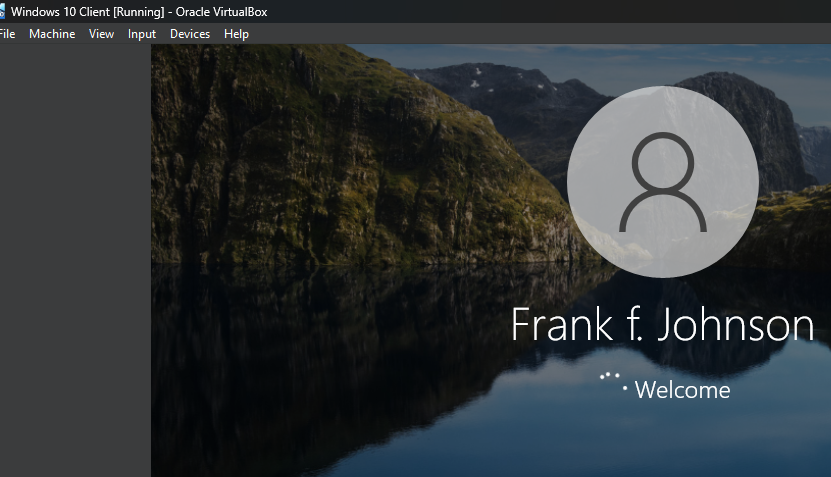 Windows 10 Client [Running] - Oracle VirtualBox
File Machine View Input Devices Help
Frank f. Johnson
Welcome